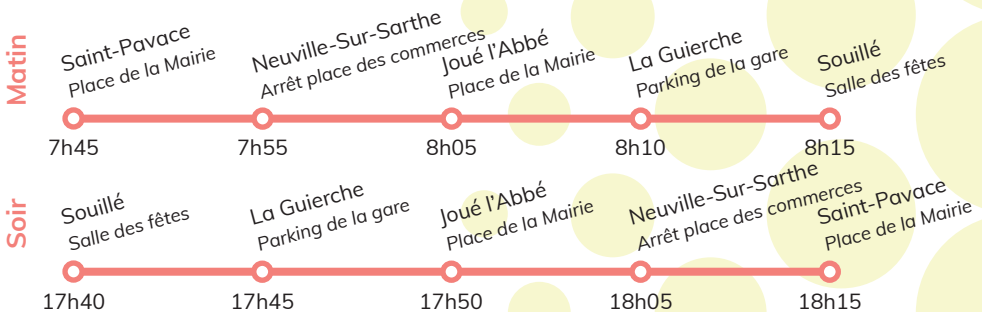 Matin
Saint-Pavace
Place de la Mairie
7h45
Neuville-Sur-Sarthe
Arrêt place des commerces
7h55
Joué l'Abbé
Place de la Mairie
8h05
La Guierche
Parking de la gare
8h10
Souillé
Salle des fêtes
8h15
Soir
Souillé
Salle des fêtes
17h40
La Guierche
Parking de la gare
17h45
Joué l'Abbé
Place de la Mairie
17h50
Neuville-Sur-Sarthe
Arrêt place des commerces
18h05
Saint-Pavace
Place de la Mairie
18h15